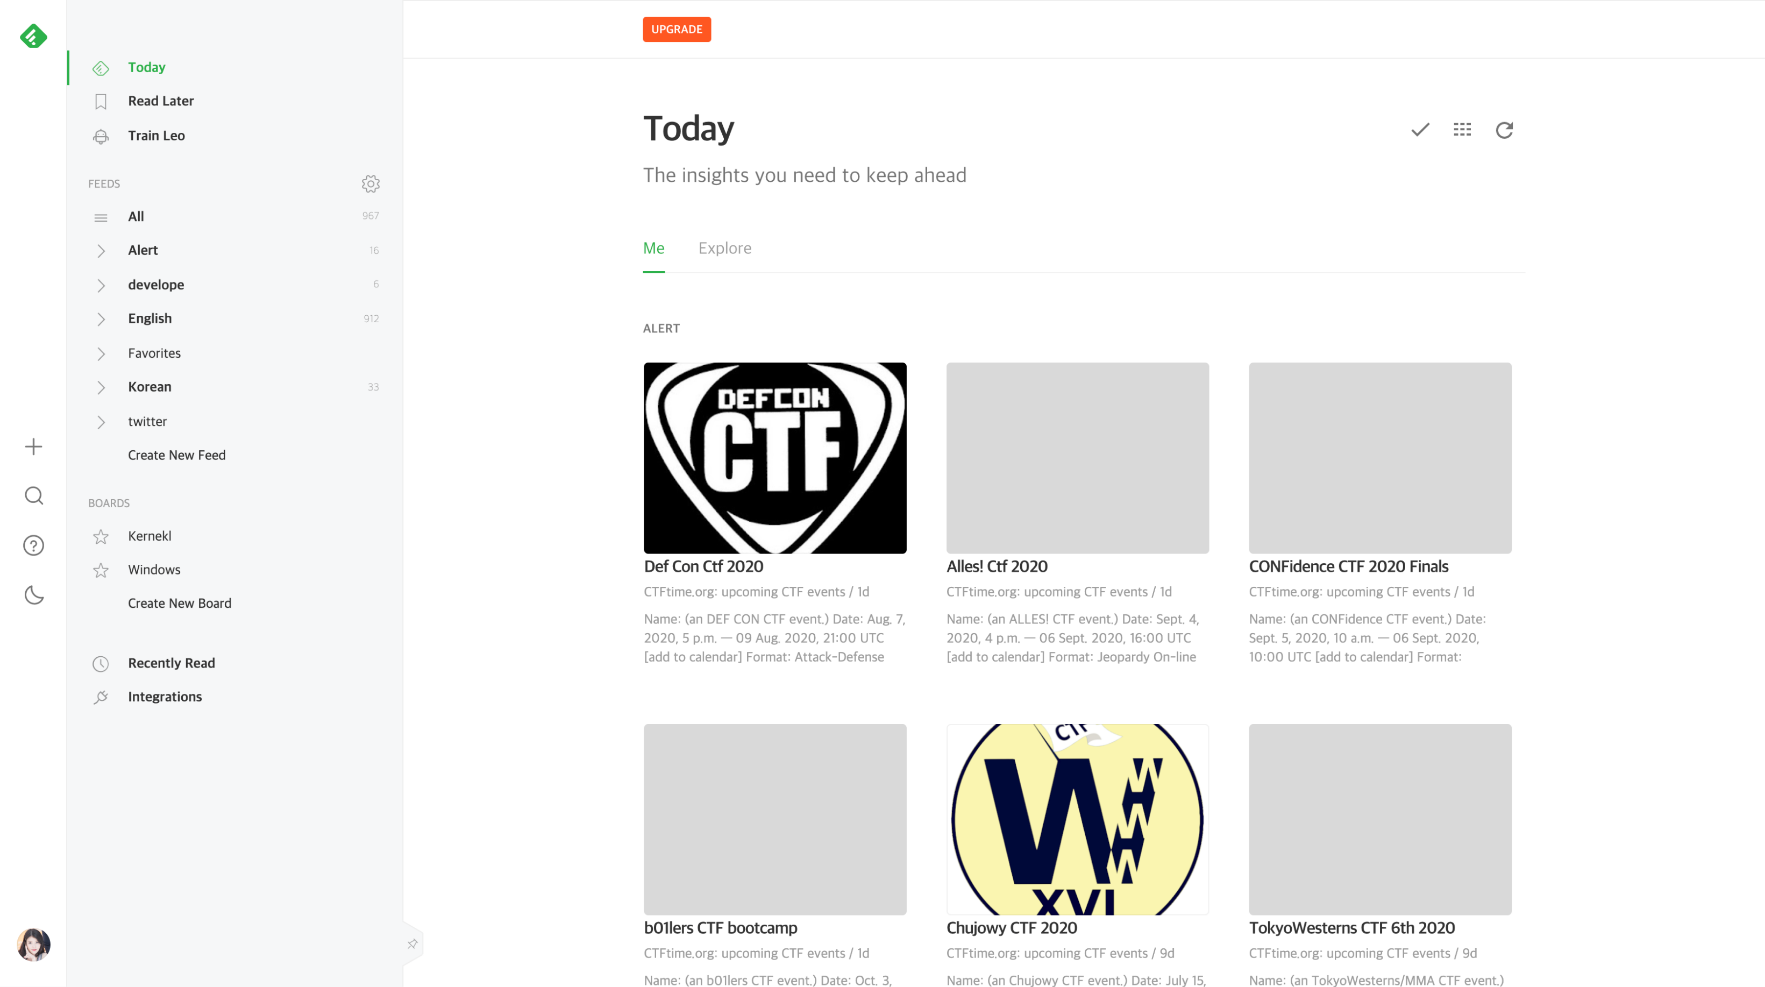 UPGRADE
Today
Read Later
Train Leo
FEEDS
All 967
Alert 16
develope 6
English 912
Favorites
Korean 33
twitter
Create New Feed
BOARDS
Kernekl
Windows
Create New Board
Recently Read
Integrations
Today
The insights you need to keep ahead
Me Explore
ALERT
DEFCON
CTF
Def Con Ctf 2020
CTFtime.org: upcoming CTF events / 1d
Name: (an DEF CON CTF event.) Date: Aug. 7,
2020, 5 p.m. — 09 Aug. 2020, 21:00 UTC
[add to calendar] Format: Attack-Defense
Alles! Ctf 2020
CTFtime.org: upcoming CTF events / 1d
Name: (an ALLES! CTF event.) Date: Sept. 4,
2020, 4 p.m. — 06 Sept. 2020, 16:00 UTC
[add to calendar] Format: Jeopardy On-line
CONFidence CTF 2020 Finals
CTFtime.org: upcoming CTF events / 1d
Name: (an CONFidence CTF event.) Date:
Sept. 5, 2020, 10 a.m. — 06 Sept. 2020,
10:00 UTC [add to calendar] Format:
b01lers CTF bootcamp
CTFtime.org: upcoming CTF events / 1d
Name: (an b01lers CTF event.) Date: Oct. 3,
CTF
W
W
H
W
W
XVI
Chujowy CTF 2020
CTFtime.org: upcoming CTF events / 9d
Name: (an Chujowy CTF event.) Date: July 15,
TokyoWesterns CTF 6th 2020
CTFtime.org: upcoming CTF events / 9d
Name: (an TokyoWesterns/MMA CTF event.)